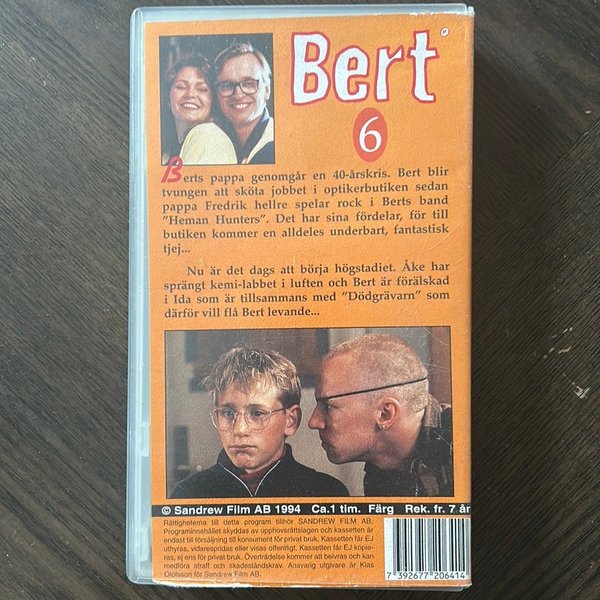 Bert
6
Berts pappa genomgår en 40-årskris. Bert blir
tvungen att sköta jobbet i optikerbutiken sedan
pappa Fredrik hellre spelar rock i Berts band
"Heman Hunters". Det har sina fördelar, för till
butiken kommer en alldeles underbart, fantastisk
tjej...
Nu är det dags att börja högstadiet. Åke har
sprängt kemi-labbet i luften och Bert är förälskad
i Ida som är tillsammans med "Dödgrävarn" som
därför vill flå Bert levande...
© Sandrew Film AB 1994 Ca.1 tim. Färg Rek. fr. 7 år
Rättigheterna till detta program tillhör SANDREW FILM AB.
Programinnehållet skyddas av upphovsrättslagen och kassetten är
endast till försäljning till konsument för privat bruk. Kassetten får EJ
uthyras, vidarespridas eller visas offentligt. Kassetten får EJ kopie-
ras, ej ens för privat bruk. Överträdelse kommer att beivras och kan
medföra straff och skadeståndskrav. Ansvarig utgivare är Klas
Olofsson för Sandrew Film AB.
7 392677 206414